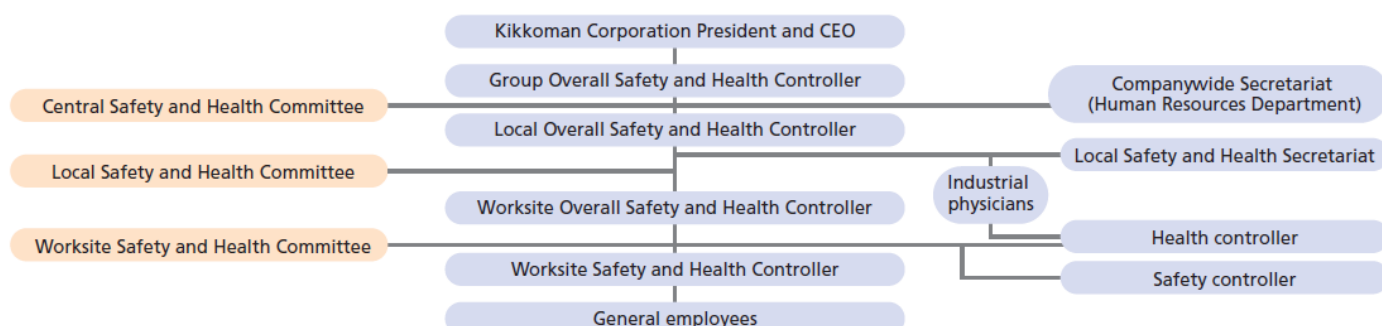 Kikkoman Corporation President and CEO
Group Overall Safety and Health Controller
Central Safety and Health Committee
Companywide Secretariat
(Human Resources Department)
Local Overall Safety and Health Controller
Local Safety and Health Committee
Local Safety and Health Secretariat
Industrial
physicians
Worksite Overall Safety and Health Controller
Worksite Safety and Health Committee
Health controller
Worksite Safety and Health Controller
Safety controller
General employees